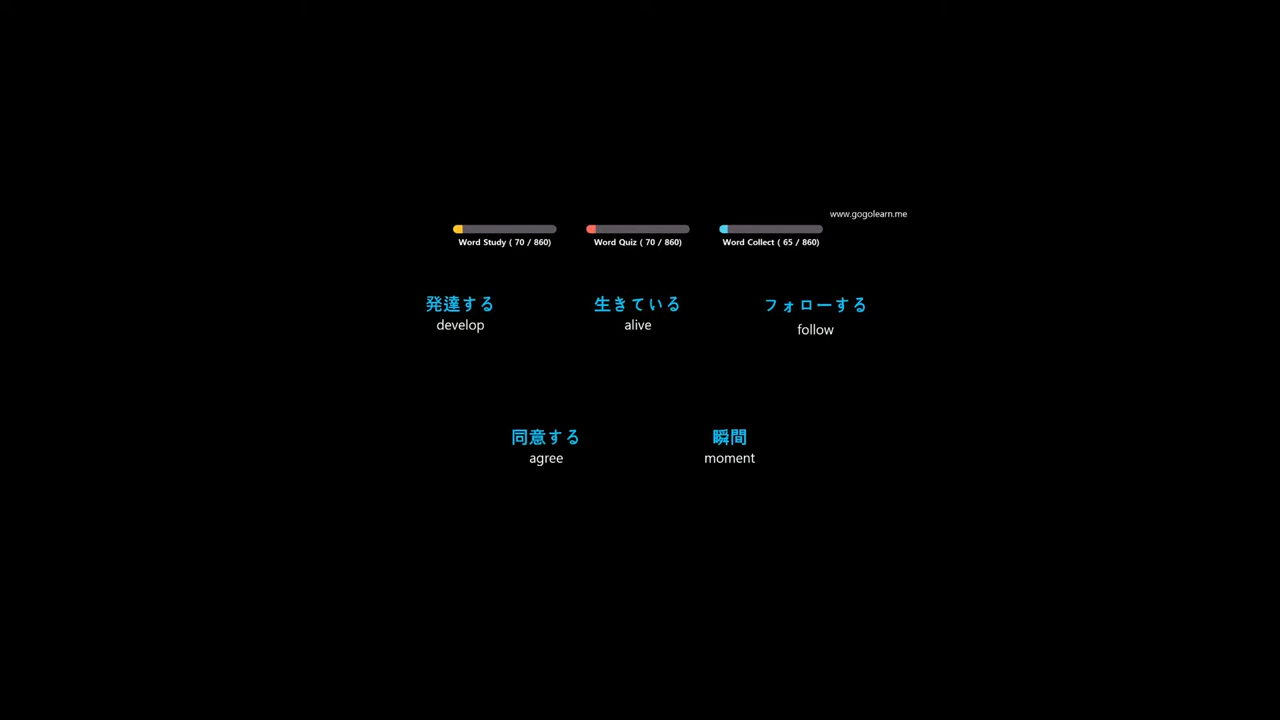 www.gogolearn.me
Word Study ( 70 / 860)
Word Quiz ( 70 / 860)
Word Collect ( 65 / 860)
発達する
develop
生きている
alive
フォローする
follow
同意する
agree
瞬間
moment